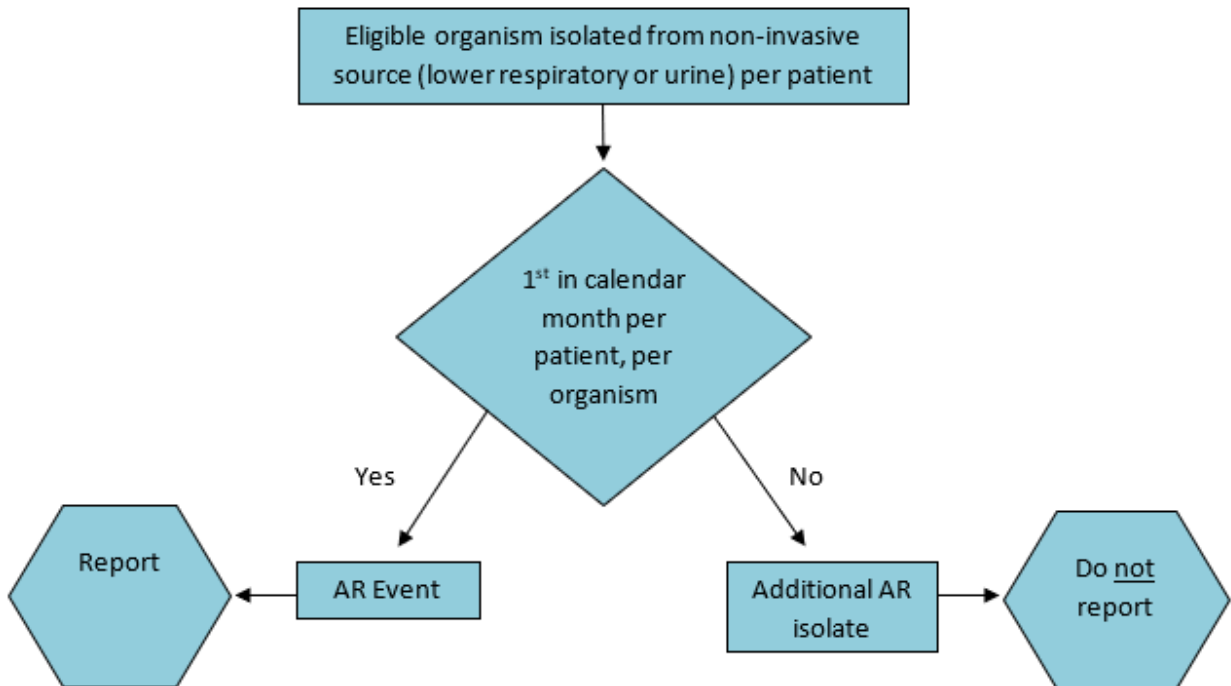 Eligible organism isolated from non-invasive
source (lower respiratory or urine) per patient
1st in calendar
month per
patient, per
organism
Yes
No
Report
AR Event
Additional AR
isolate
Do not
report